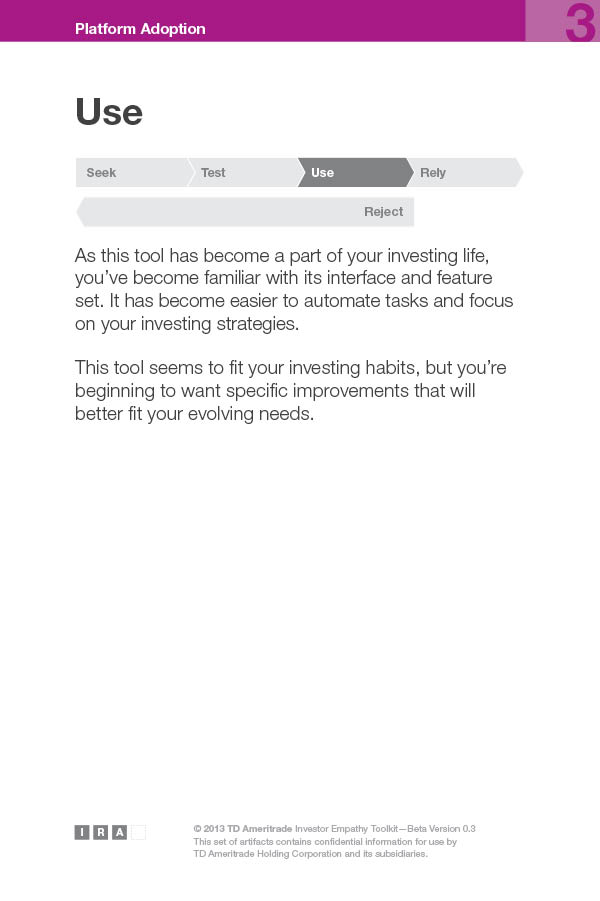 Platform Adoption
3
Use
Seek Test Use Rely
Reject
As this tool has become a part of your investing life,
you’ve become familiar with its interface and feature
set. It has become easier to automate tasks and focus
on your investing strategies.
This tool seems to fit your investing habits, but you’re
beginning to want specific improvements that will
better fit your evolving needs.
I R A
© 2013 TD Ameritrade Investor Empathy Toolkit—Beta Version 0.3
This set of artifacts contains confidential information for use by
TD Ameritrade Holding Corporation and its subsidiaries.